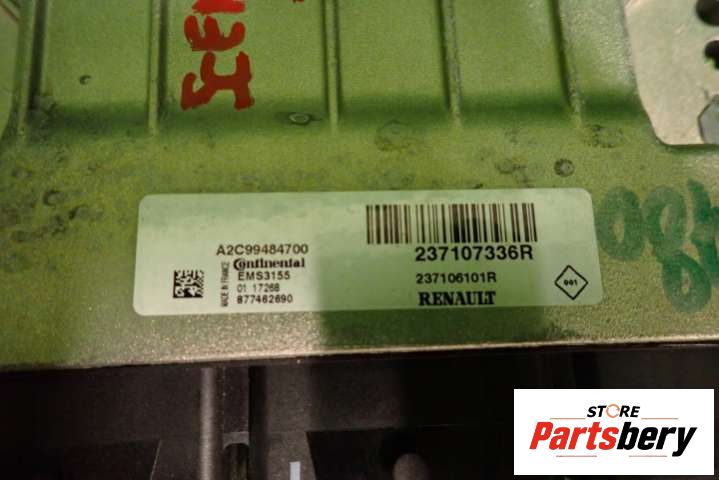 A2C99484700
Continental
EMS3155
01 17268
877462690
MADE IN FRANCE
237107336R
237106101R
RENAULT
001
STORE
Partsbery